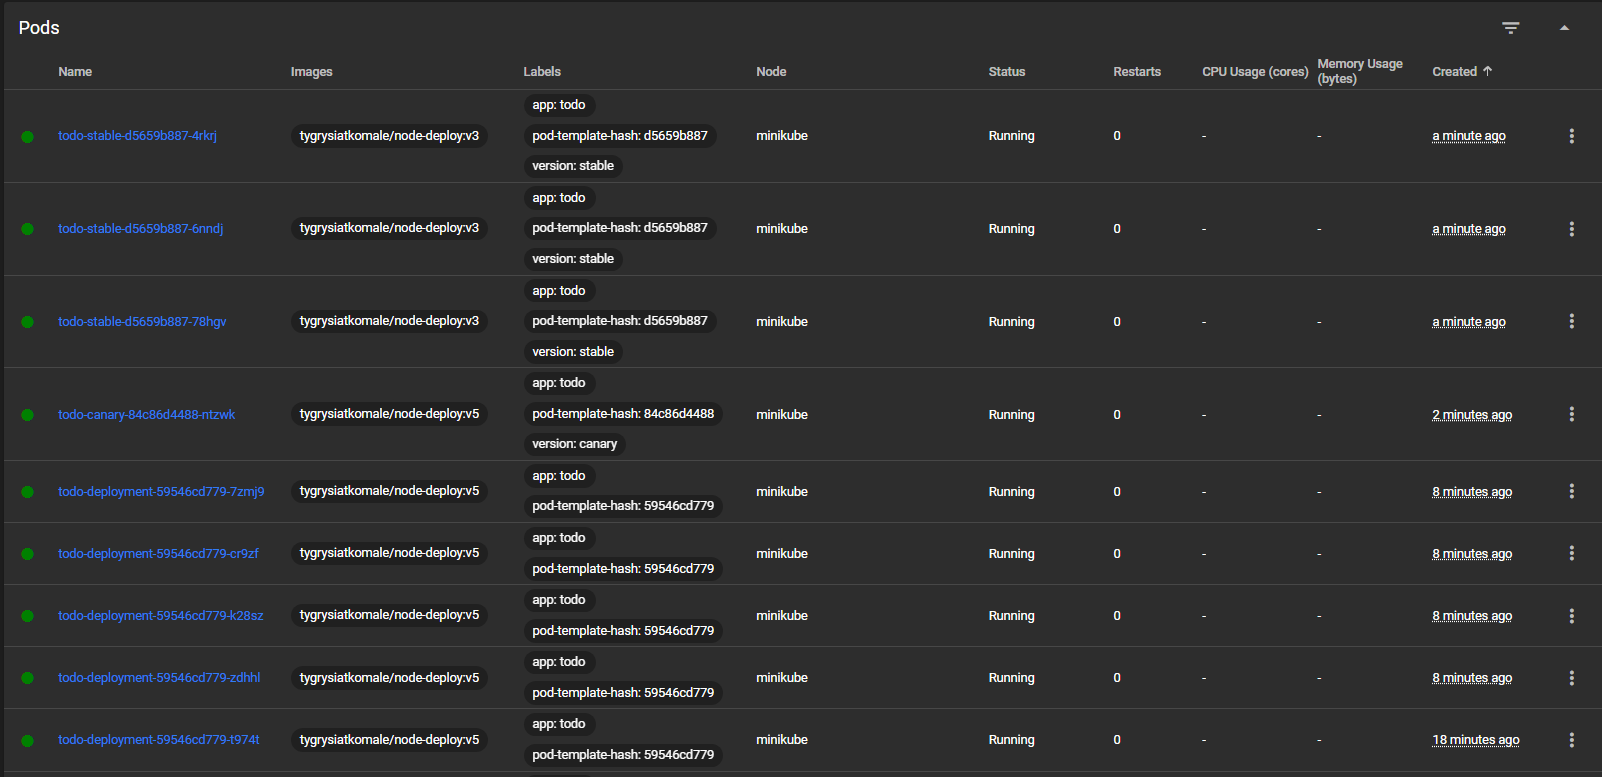 Pods
Name Images Labels Node Status Restarts CPU Usage (cores) Memory Usage (bytes) Created
app: todo
todo-stable-d5659b887-4rkrj tygrysiatkomale/node-deploy:v3 pod-template-hash: d5659b887 minikube Running 0 - - a minute ago
version: stable
app: todo
todo-stable-d5659b887-6nndj tygrysiatkomale/node-deploy:v3 pod-template-hash: d5659b887 minikube Running 0 - - a minute ago
version: stable
app: todo
todo-stable-d5659b887-78hgv tygrysiatkomale/node-deploy:v3 pod-template-hash: d5659b887 minikube Running 0 - - a minute ago
version: stable
app: todo
todo-canary-84c86d4488-ntzwk tygrysiatkomale/node-deploy:v5 pod-template-hash: 84c86d4488 minikube Running 0 - - 2 minutes ago
version: canary
app: todo
todo-deployment-59546cd779-7zmj9 tygrysiatkomale/node-deploy:v5 minikube Running 0 - - 8 minutes ago
pod-template-hash: 59546cd779
app: todo
todo-deployment-59546cd779-cr9zf tygrysiatkomale/node-deploy:v5 minikube Running 0 - - 8 minutes ago
pod-template-hash: 59546cd779
app: todo
todo-deployment-59546cd779-k28sz tygrysiatkomale/node-deploy:v5 minikube Running 0 - - 8 minutes ago
pod-template-hash: 59546cd779
app: todo
todo-deployment-59546cd779-zdhhl tygrysiatkomale/node-deploy:v5 minikube Running 0 - - 8 minutes ago
pod-template-hash: 59546cd779
app: todo
todo-deployment-59546cd779-t974t tygrysiatkomale/node-deploy:v5 minikube Running 0 - - 18 minutes ago
pod-template-hash: 59546cd779